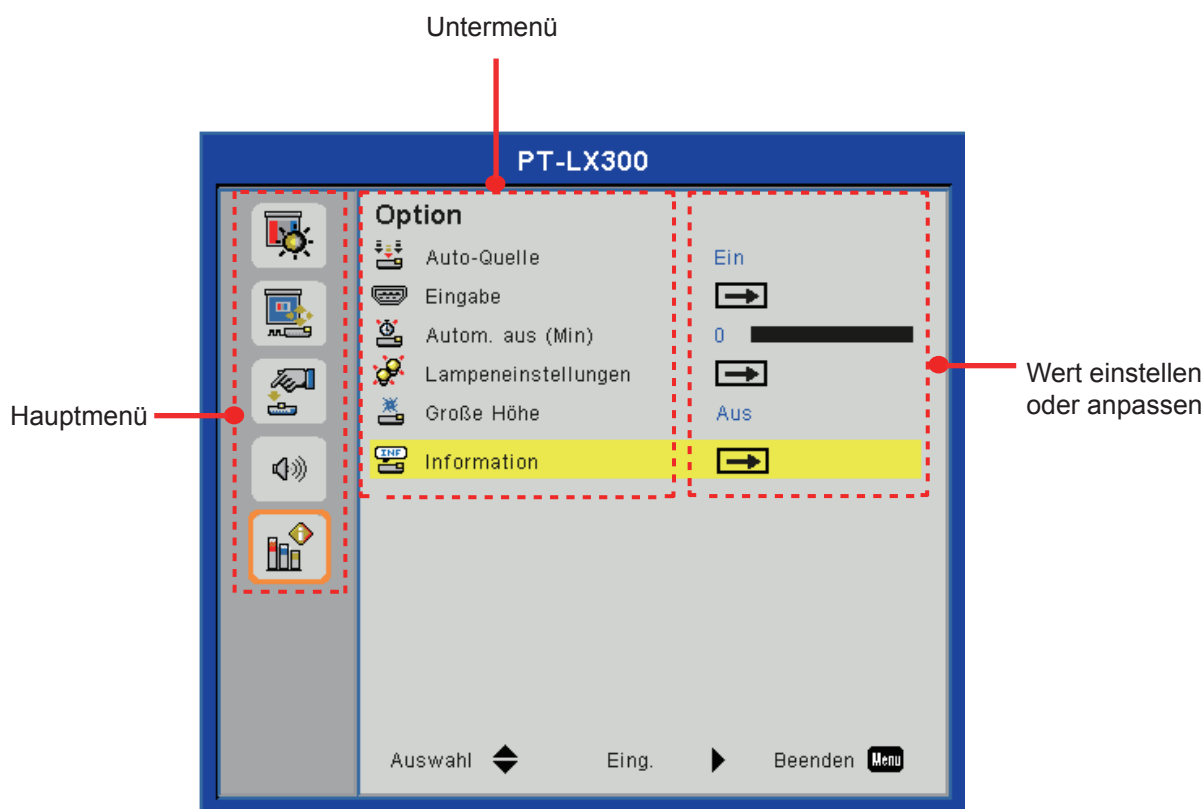 Untermenü
PT-LX300
Option
Auto-Quelle Ein
Eingabe
Autom. aus (Min) 0
Lampeneinstellungen
Große Höhe Aus
INF Information
Hauptmenü
Wert einstellen
oder anpassen
Auswahl Eing. Beenden Menu